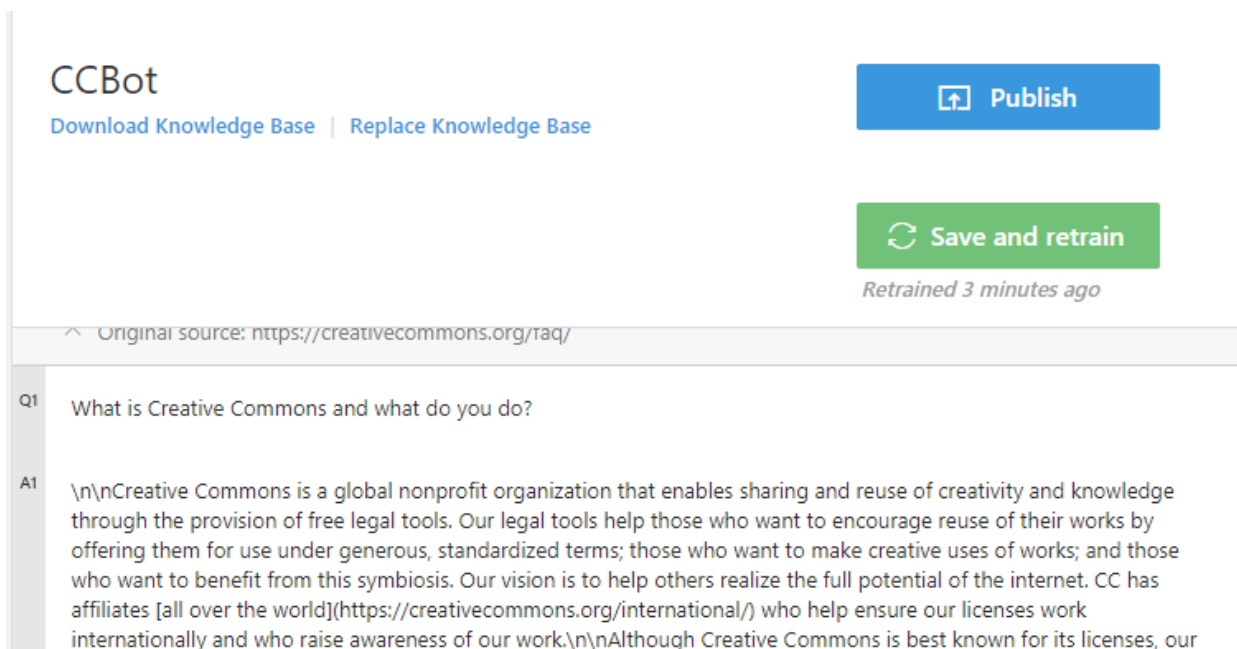 CCBot
Publish
Download Knowledge Base | Replace Knowledge Base
Save and retrain
Retrained 3 minutes ago
Original source: https://creativecommons.org/faq/
Q1
What is Creative Commons and what do you do?
A1
\n\nCreative Commons is a global nonprofit organization that enables sharing and reuse of creativity and knowledge
through the provision of free legal tools. Our legal tools help those who want to encourage reuse of their works by
offering them for use under generous, standardized terms; those who want to make creative uses of works; and those
who want to benefit from this symbiosis. Our vision is to help others realize the full potential of the internet. CC has
affiliates [all over the world](https://creativecommons.org/international/) who help ensure our licenses work
internationally and who raise awareness of our work.\n\nAlthough Creative Commons is best known for its licenses, our